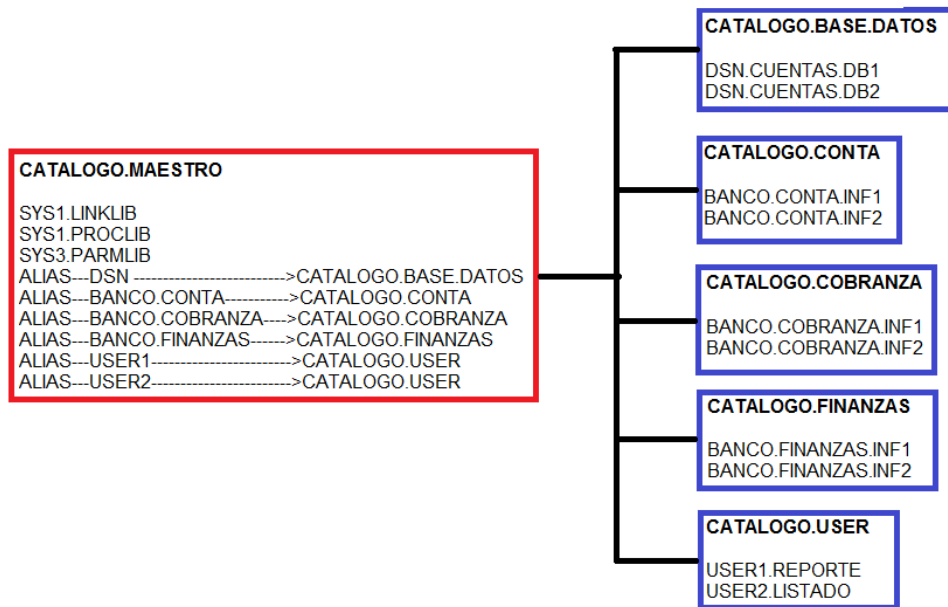 CATALOGO.MAESTRO
SYS1.LINKLIB
SYS1.PROCLIB
SYS3.PARMLIB
ALIAS---DSN -------------------------->CATALOGO.BASE.DATOS
ALIAS---BANCO.CONTA----------->CATALOGO.CONTA
ALIAS---BANCO.COBRANZA---->CATALOGO.COBRANZA
ALIAS---BANCO.FINANZAS------>CATALOGO.FINANZAS
ALIAS---USER1------------------------>CATALOGO.USER
ALIAS---USER2------------------------>CATALOGO.USER
CATALOGO.BASE.DATOS
DSN.CUENTAS.DB1
DSN.CUENTAS.DB2
CATALOGO.CONTA
BANCO.CONTA.INF1
BANCO.CONTA.INF2
CATALOGO.COBRANZA
BANCO.COBRANZA.INF1
BANCO.COBRANZA.INF2
CATALOGO.FINANZAS
BANCO.FINANZAS.INF1
BANCO.FINANZAS.INF2
CATALOGO.USER
USER1.REPORTE
USER2.LISTADO